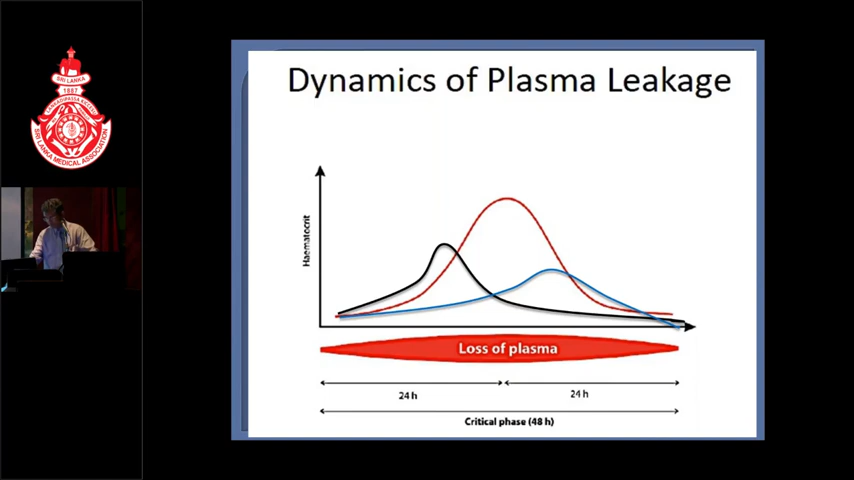 SRI LANKA
1887
SRI LANKA MEDICAL ASSOCIATION
Dynamics of Plasma Leakage
Haematocrit
Loss of plasma
24 h
24 h
Critical phase (48 h)